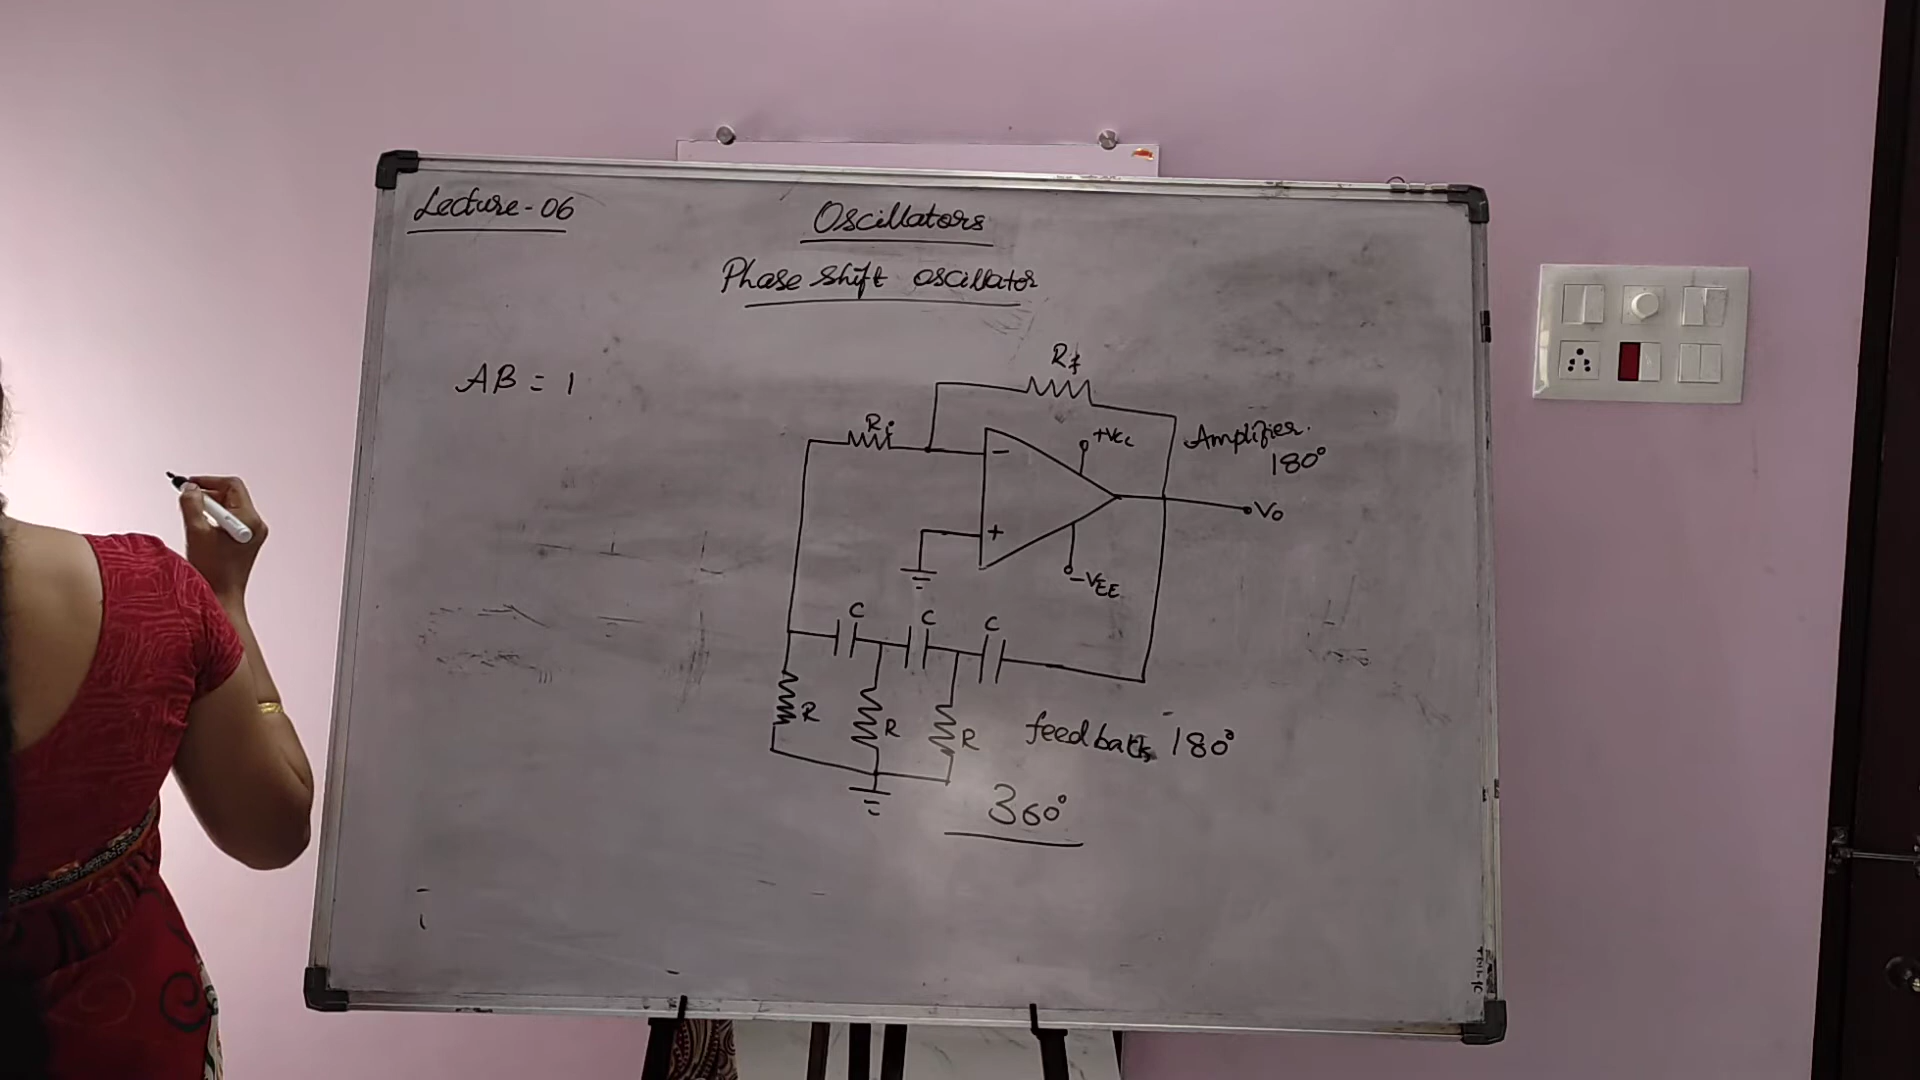 Lecture-06
Oscillators
Phase shift oscillator
AB = 1
Rf
Ri
+Vcc
Amplifier.
180°
−
+
Vo
-VEE
C C C
R R R
feedback 180°
360°